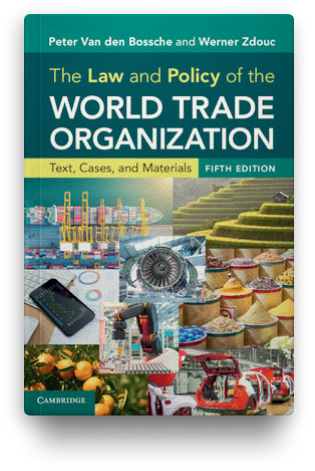 Peter Van den Bossche and Werner Zdouc
The Law and Policy of the
WORLD TRADE
ORGANIZATION
Text, Cases, and Materials FIFTH EDITION
CAMBRIDGE